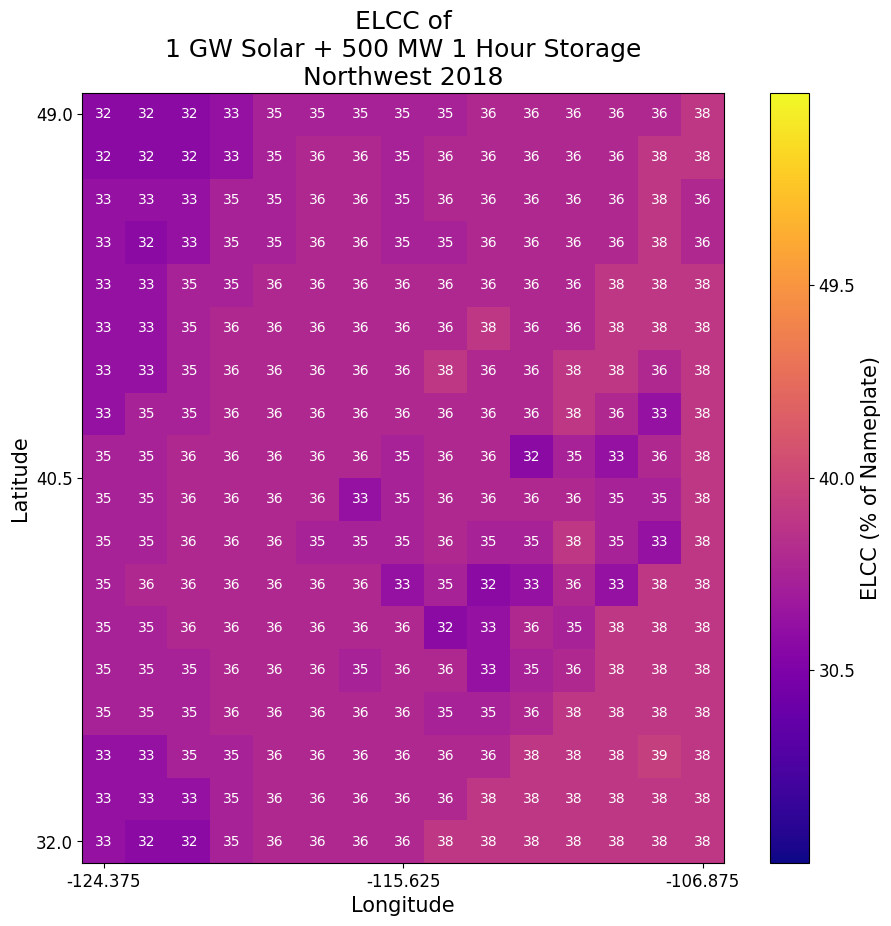 ELCC of
1 GW Solar + 500 MW 1 Hour Storage
Northwest 2018
49.0 32 32 32 33 35 35 35 35 35 36 36 36 36 36 38
32 32 32 33 35 36 36 35 36 36 36 36 36 38 38
33 33 33 35 35 36 36 35 36 36 36 36 36 38 36
33 32 33 35 35 36 36 35 35 36 36 36 36 38 36
33 33 35 35 36 36 36 36 36 36 36 36 38 38 38
49.5
33 33 35 36 36 36 36 36 36 38 36 36 38 38 38
33 33 35 36 36 36 36 36 38 36 36 38 38 36 38
33 35 35 36 36 36 36 36 36 36 36 38 36 33 38
35 35 36 36 36 36 36 35 36 36 32 35 33 36 38
Latitude
40.5
40.0
ELCC (% of Nameplate)
35 35 36 36 36 36 33 35 36 36 36 36 35 35 38
35 35 36 36 36 35 35 35 36 35 35 38 35 33 38
35 36 36 36 36 36 36 33 35 32 33 36 33 38 38
35 35 36 36 36 36 36 36 32 33 36 35 38 38 38
35 35 35 36 36 36 35 36 36 33 35 36 38 38 38
30.5
35 35 35 36 36 36 36 36 35 35 36 38 38 38 38
33 33 35 35 36 36 36 36 36 36 38 38 38 39 38
33 33 33 35 36 36 36 36 36 38 38 38 38 38 38
32.0 33 32 32 35 36 36 36 36 38 38 38 38 38 38 38
-124.375 -115.625 -106.875
Longitude